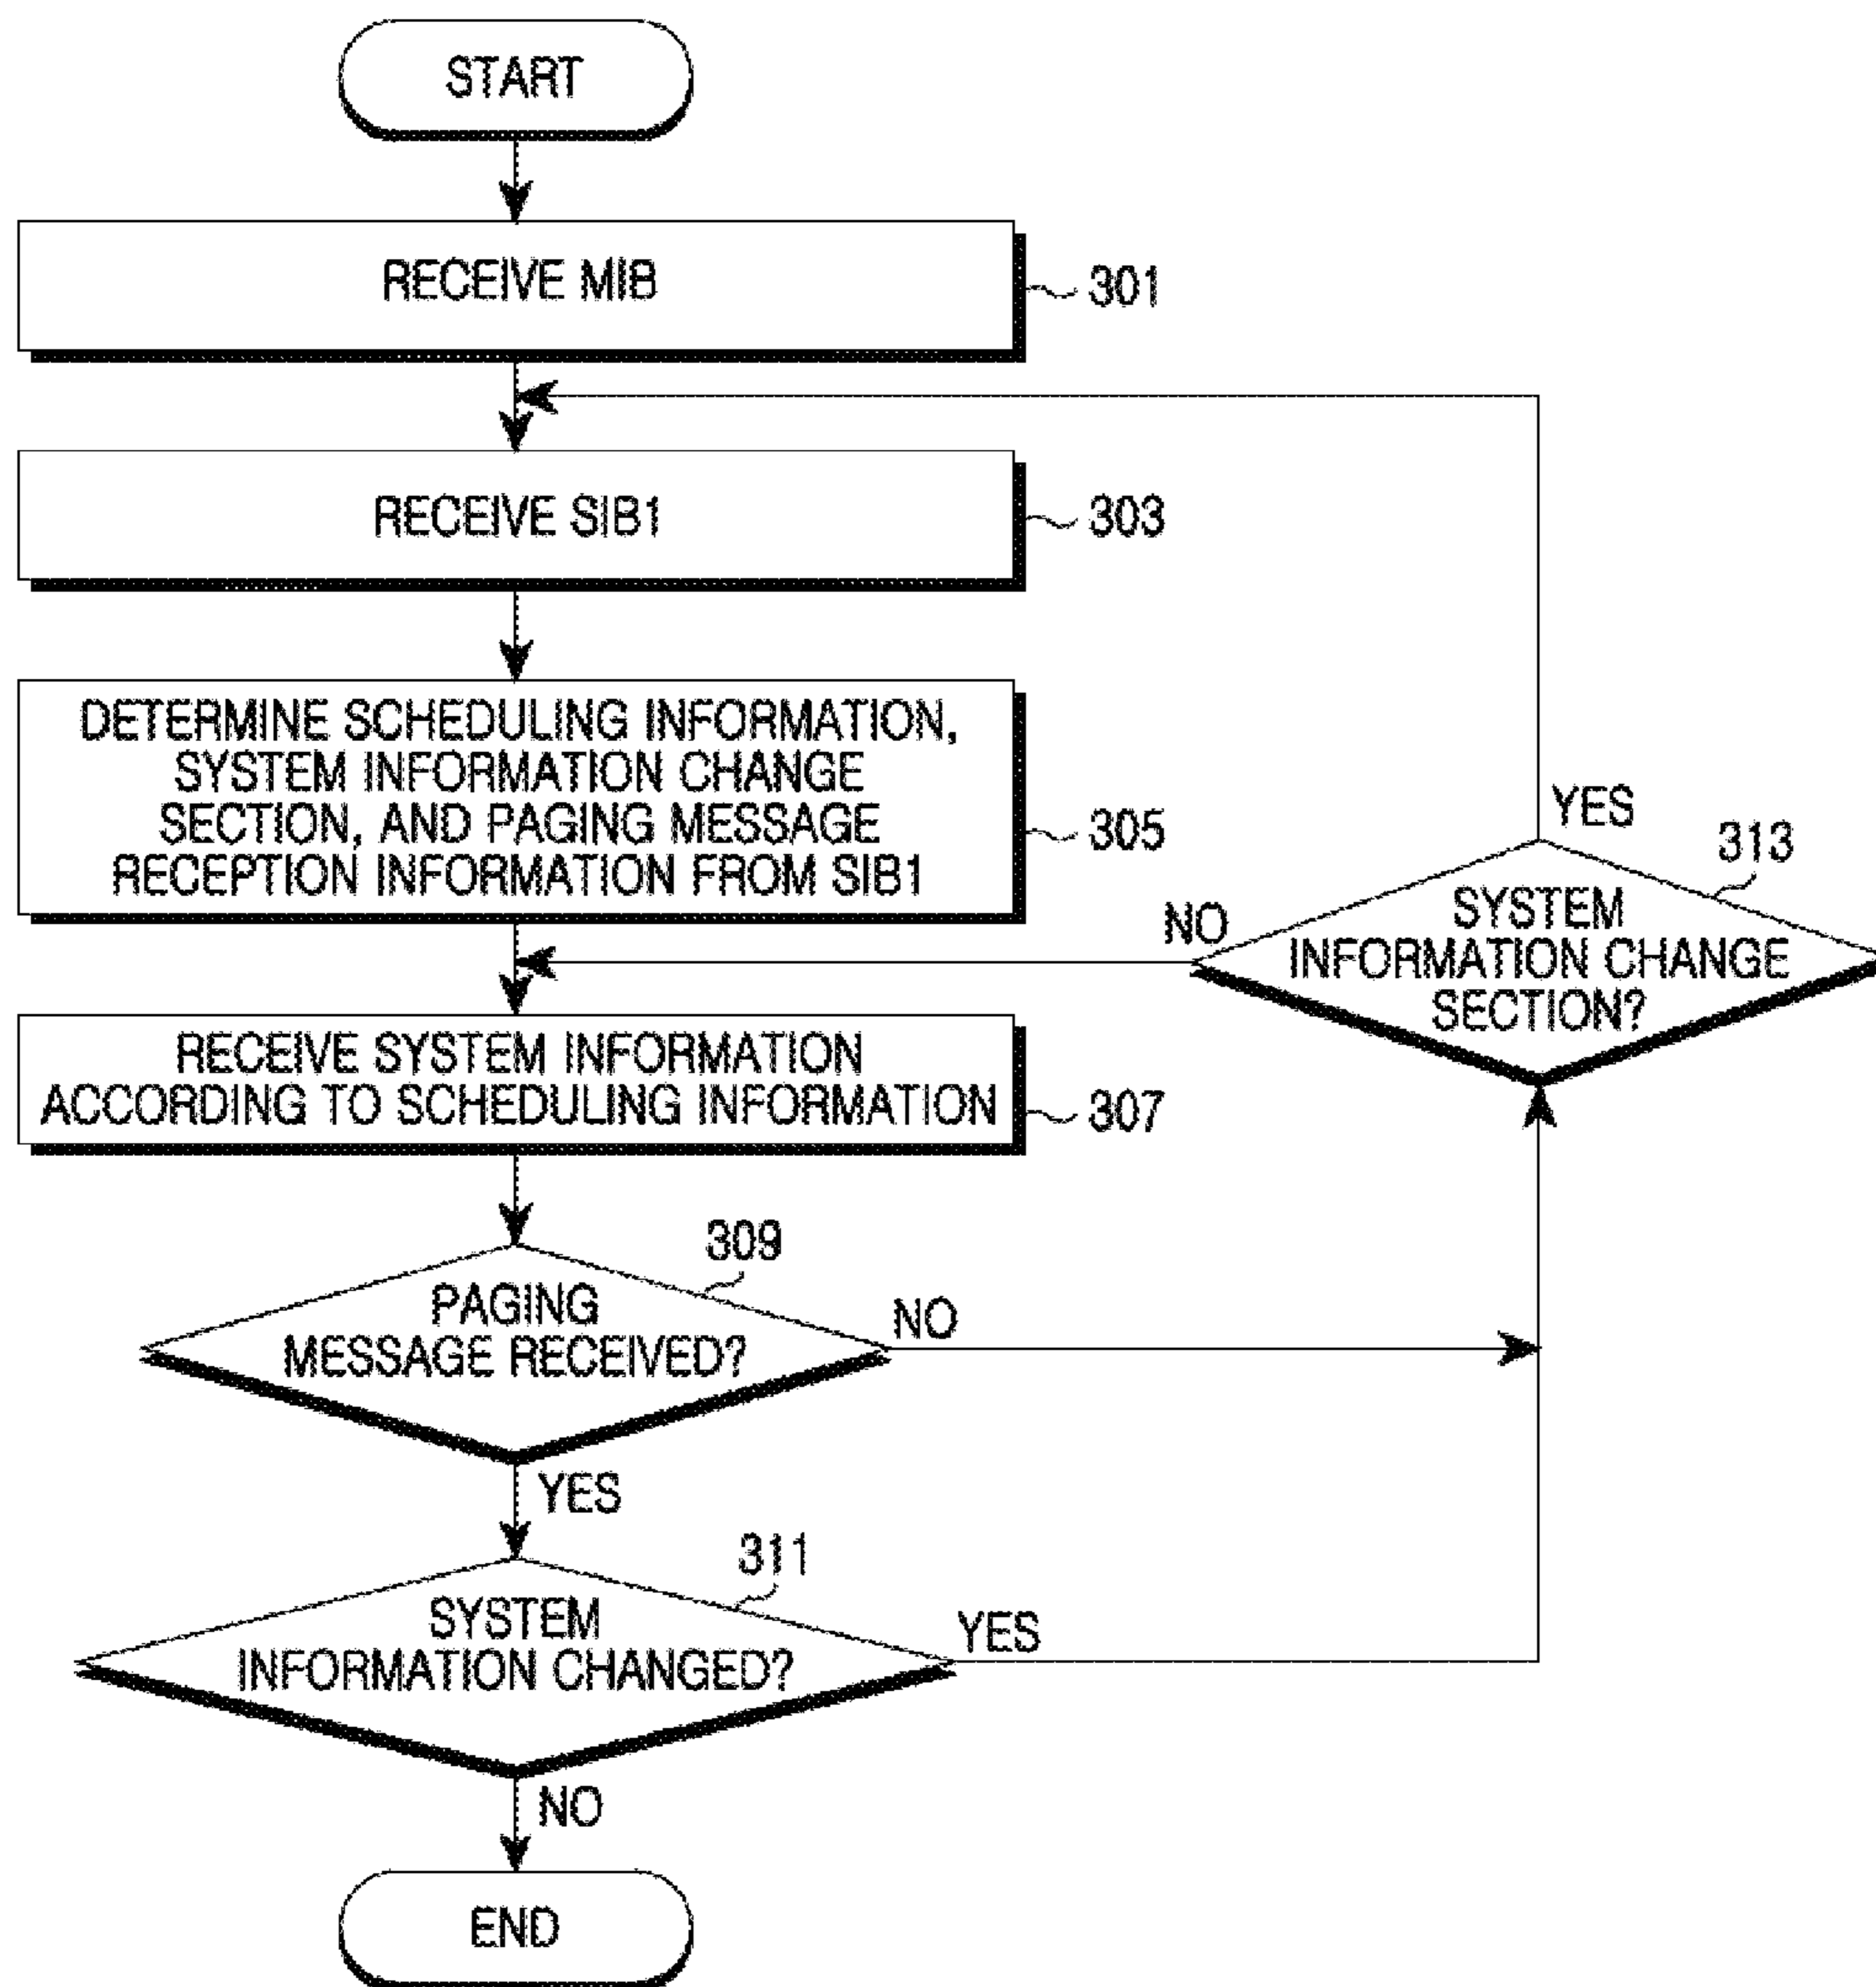 START
RECEIVE MIB
301
RECEIVE SIB1
303
DETERMINE SCHEDULING INFORMATION,
SYSTEM INFORMATION CHANGE
SECTION, AND PAGING MESSAGE
RECEPTION INFORMATION FROM SIB1
305
YES
313
NO
SYSTEM
INFORMATION CHANGE
SECTION?
RECEIVE SYSTEM INFORMATION
ACCORDING TO SCHEDULING INFORMATION
307
309
PAGING
MESSAGE RECEIVED?
NO
YES
311
SYSTEM
INFORMATION CHANGED?
YES
NO
END